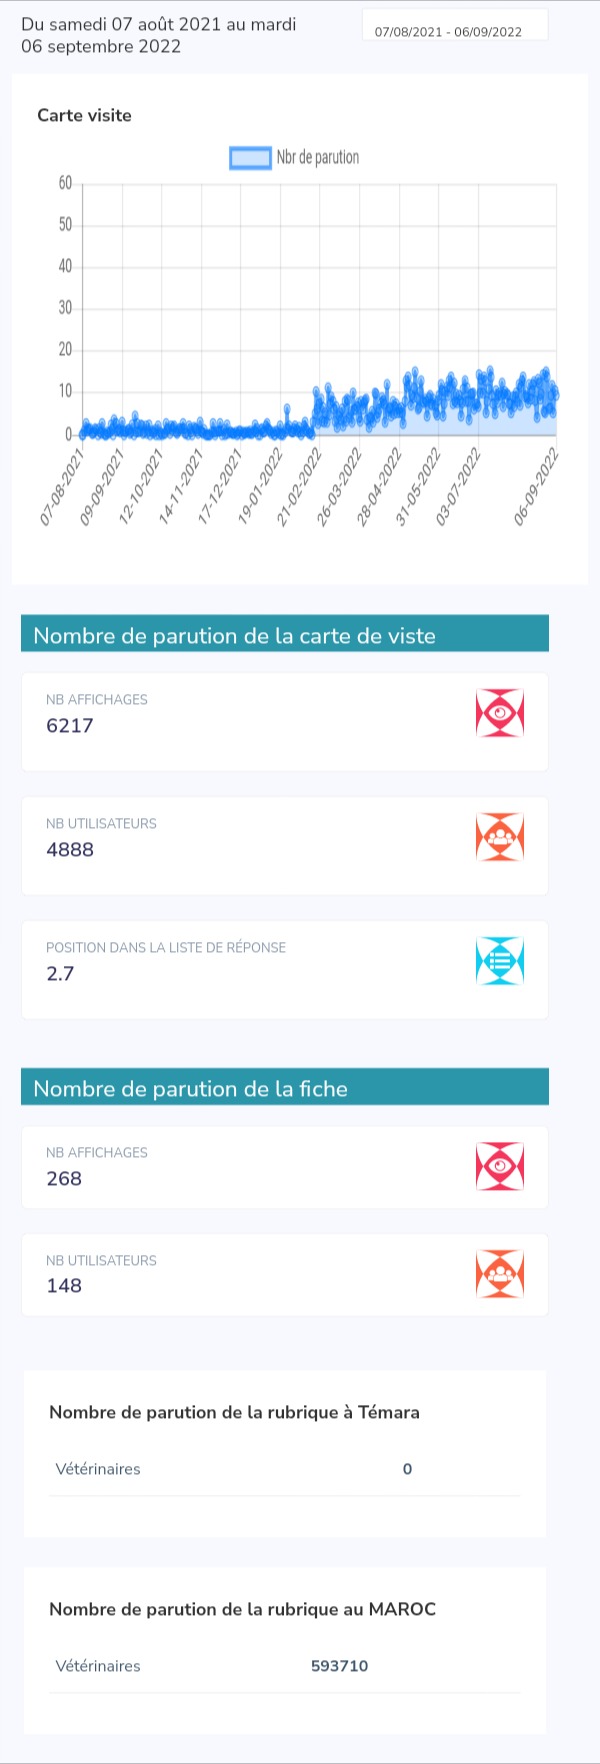 Du samedi 07 août 2021 au mardi
06 septembre 2022
07/08/2021 - 06/09/2022
Carte visite
Nbr de parution
60
50
40
30
20
10
0
07-08-2021
09-09-2021
12-10-2021
14-11-2021
17-12-2021
19-01-2022
21-02-2022
26-03-2022
28-04-2022
31-05-2022
03-07-2022
06-09-2022
Nombre de parution de la carte de viste
NB AFFICHAGES
6217
NB UTILISATEURS
4888
POSITION DANS LA LISTE DE RÉPONSE
2.7
Nombre de parution de la fiche
NB AFFICHAGES
268
NB UTILISATEURS
148
Nombre de parution de la rubrique à Témara
Vétérinaires 0
Nombre de parution de la rubrique au MAROC
Vétérinaires 593710